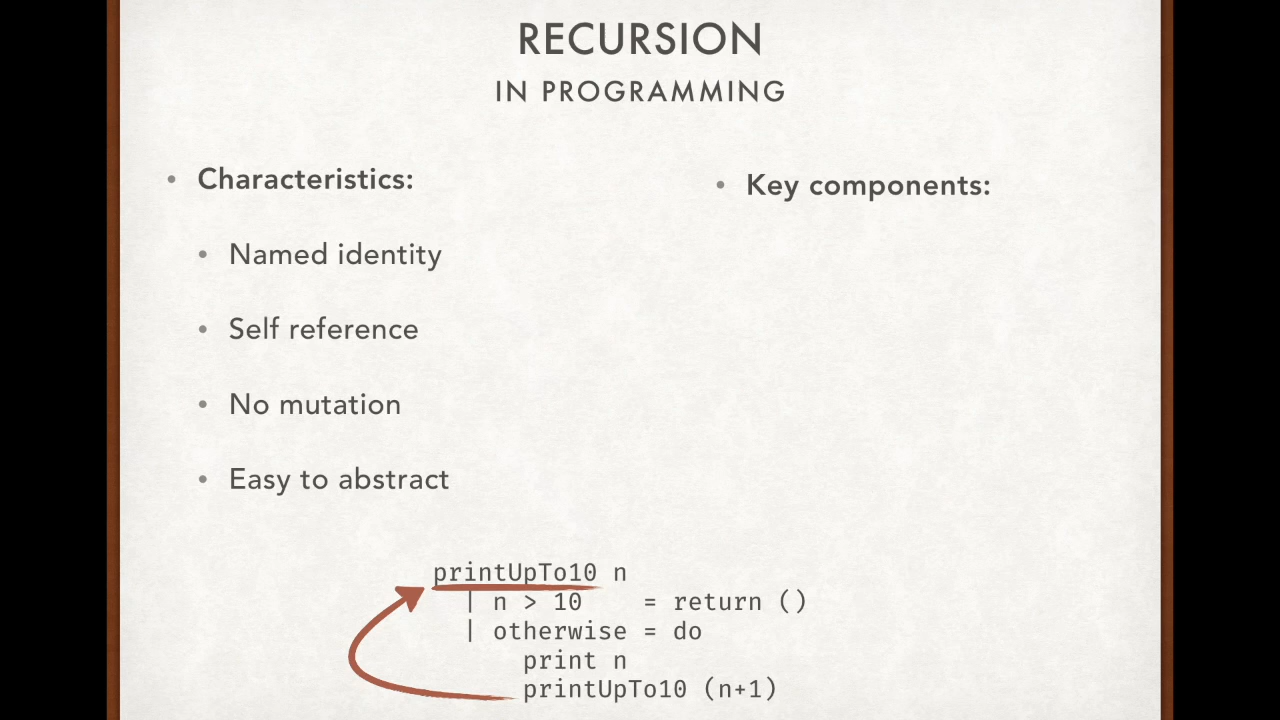 RECURSION
IN PROGRAMMING
• Characteristics:
• Named identity
• Self reference
• No mutation
• Easy to abstract
• Key components:
printUpTo10 n
  | n > 10    = return ()
  | otherwise = do
      print n
      printUpTo10 (n+1)